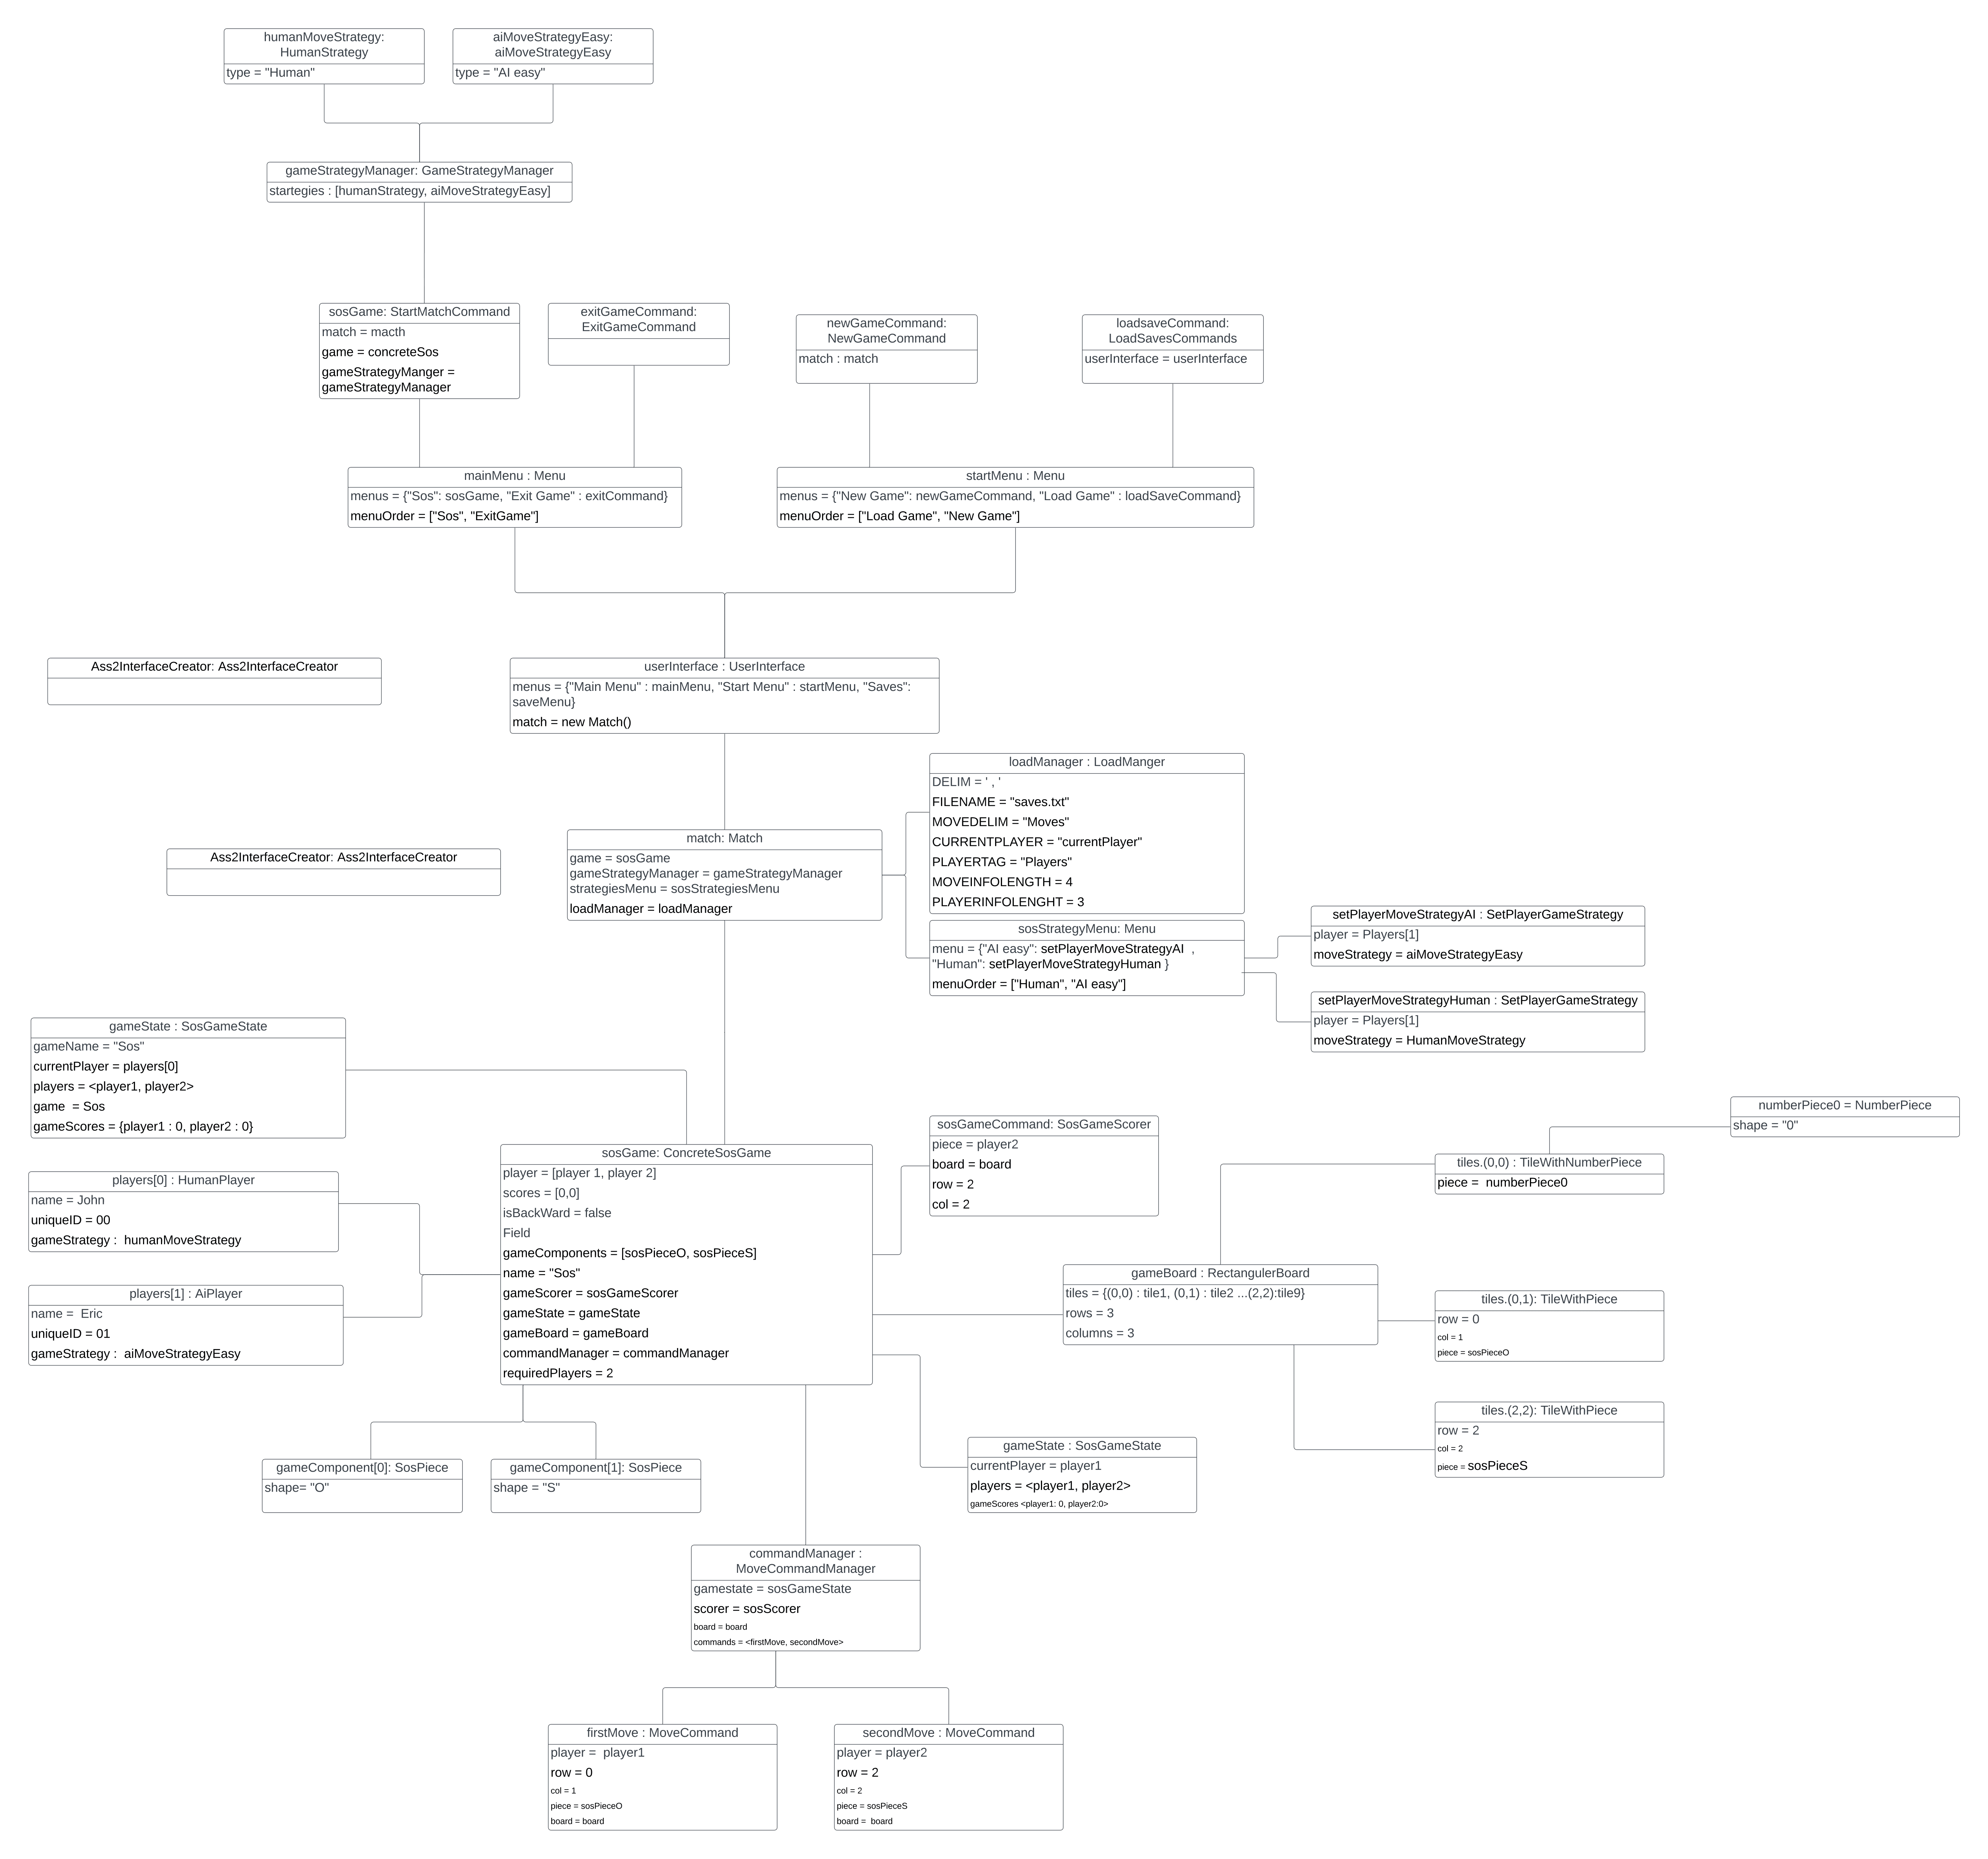 humanMoveStrategy:
HumanStrategy
type = "Human"
aiMoveStrategyEasy:
aiMoveStrategyEasy
type = "AI easy"
gameStrategyManager: GameStrategyManager
startegies : [humanStrategy, aiMoveStrategyEasy]
sosGame: StartMatchCommand
match = macth
game = concreteSos
gameStrategyManger =
gameStrategyManager
exitGameCommand:
ExitGameCommand
newGameCommand:
NewGameCommand
match : match
loadsaveCommand:
LoadSavesCommands
userInterface = userInterface
mainMenu : Menu
menus = {"Sos": sosGame, "Exit Game" : exitCommand}
menuOrder = ["Sos", "ExitGame"]
startMenu : Menu
menus = {"New Game": newGameCommand, "Load Game" : loadSaveCommand}
menuOrder = ["Load Game", "New Game"]
Ass2InterfaceCreator: Ass2InterfaceCreator
userInterface : UserInterface
menus = {"Main Menu" : mainMenu, "Start Menu" : startMenu, "Saves":
saveMenu}
match = new Match()
loadManager : LoadManger
DELIM = ' , '
FILENAME = "saves.txt"
MOVEDELIM = "Moves"
CURRENTPLAYER = "currentPlayer"
PLAYERTAG = "Players"
MOVEINFOLENGTH = 4
PLAYERINFOLENGHT = 3
match: Match
game = sosGame
gameStrategyManager = gameStrategyManager
strategiesMenu = sosStrategiesMenu
loadManager = loadManager
Ass2InterfaceCreator: Ass2InterfaceCreator
sosStrategyMenu: Menu
menu = {"AI easy": setPlayerMoveStrategyAI  ,
"Human": setPlayerMoveStrategyHuman }
menuOrder = ["Human", "AI easy"]
setPlayerMoveStrategyAI : SetPlayerGameStrategy
player = Players[1]
moveStrategy = aiMoveStrategyEasy
setPlayerMoveStrategyHuman : SetPlayerGameStrategy
player = Players[1]
moveStrategy = HumanMoveStrategy
gameState : SosGameState
gameName = "Sos"
currentPlayer = players[0]
players = <player1, player2>
game  = Sos
gameScores = {player1 : 0, player2 : 0}
sosGameCommand: SosGameScorer
piece = player2
board = board
row = 2
col = 2
numberPiece0 = NumberPiece
shape = "0"
tiles.(0,0) : TileWithNumberPiece
piece =  numberPiece0
sosGame: ConcreteSosGame
player = [player 1, player 2]
scores = [0,0]
isBackWard = false
Field
gameComponents = [sosPieceO, sosPieceS]
name = "Sos"
gameScorer = sosGameScorer
gameState = gameState
gameBoard = gameBoard
commandManager = commandManager
requiredPlayers = 2
players[0] : HumanPlayer
name = John
uniqueID = 00
gameStrategy :  humanMoveStrategy
players[1] : AiPlayer
name =  Eric
uniqueID = 01
gameStrategy :  aiMoveStrategyEasy
gameBoard : RectangulerBoard
tiles = {(0,0) : tile1, (0,1) : tile2 ...(2,2):tile9}
rows = 3
columns = 3
tiles.(0,1): TileWithPiece
row = 0
col = 1
piece = sosPieceO
tiles.(2,2): TileWithPiece
row = 2
col = 2
piece = sosPieceS
gameComponent[0]: SosPiece
shape= "O"
gameComponent[1]: SosPiece
shape = "S"
gameState : SosGameState
currentPlayer = player1
players = <player1, player2>
gameScores <player1: 0, player2:0>
commandManager :
MoveCommandManager
gamestate = sosGameState
scorer = sosScorer
board = board
commands = <firstMove, secondMove>
firstMove : MoveCommand
player =  player1
row = 0
col = 1
piece = sosPieceO
board = board
secondMove : MoveCommand
player = player2
row = 2
col = 2
piece = sosPieceS
board =  board